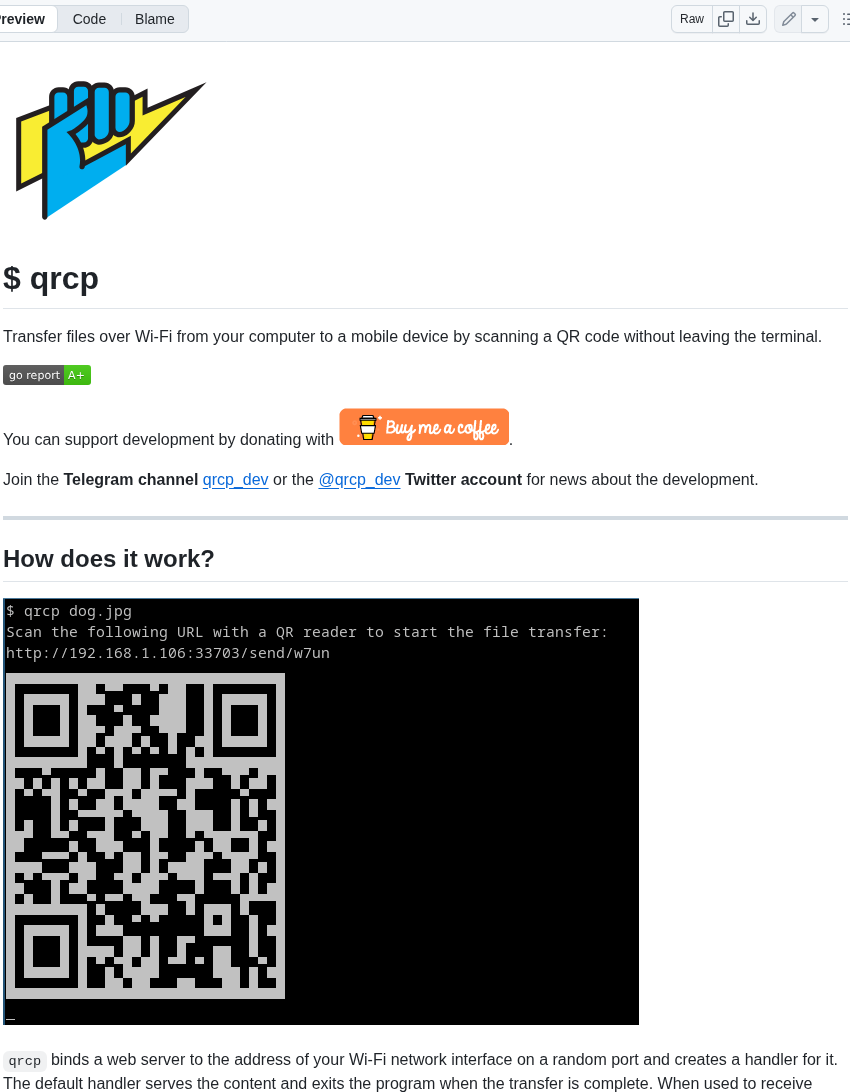 Preview Code Blame Raw
$ qrcp
Transfer files over Wi-Fi from your computer to a mobile device by scanning a QR code without leaving the terminal.
go report A+
You can support development by donating with Buy me a coffee.
Join the Telegram channel qrcp_dev or the @qrcp_dev Twitter account for news about the development.
How does it work?
$ qrcp dog.jpg
Scan the following URL with a QR reader to start the file transfer:
http://192.168.1.106:33703/send/w7un
_
qrcp binds a web server to the address of your Wi-Fi network interface on a random port and creates a handler for it.
The default handler serves the content and exits the program when the transfer is complete. When used to receive